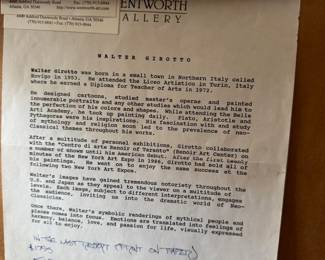 ENTWORTH
GALLERY
WALTER GIROTTO
Walter Girotto was born in a small town in Northern Italy called
Rovigo in 1953. He attended the Liceo Artistico in Italy
where he earned a Diploma for Teacher of Arts in 1972.
He designed cartoons, studied master's operas and painted
innumerable portraits and any other studies which would lead him to
the perfection of his colors and shapes. While attending the Bella
Arti Academy, he took up painting daily. Plato, Aristotle and
Pythagoras were his inspirations. His fascination with the study
of mythology and religion soon led to the prevalence of neo-
Classical themes throughout his works.
After a multitude of personal exhibitions, Girotto collaborated
with the "Centro di arte Renoir of Taranto" (Renoir Art Center) on
a number of shows until his American debut. After the first
minutes of the New York Art Expo in 1986, Girotto had sold all of
his paintings. He went on to enjoy the same success at the
following two New York Art Expos.
Walter's images have gained tremendous notoriety throughout the
U.S. and Japan as they appeal to the viewer on a multitude of
levels. Each image, subject to different interpretations, engages
the audience, inviting us into the dramatic world of Neo-
Classicals.
Once there, Walter's symbolic renderings of mythical people and
places comes into focus. Emotions are translated into feelings of
harmony, balance, love, and passion for life, visually expressed
for all to enjoy.